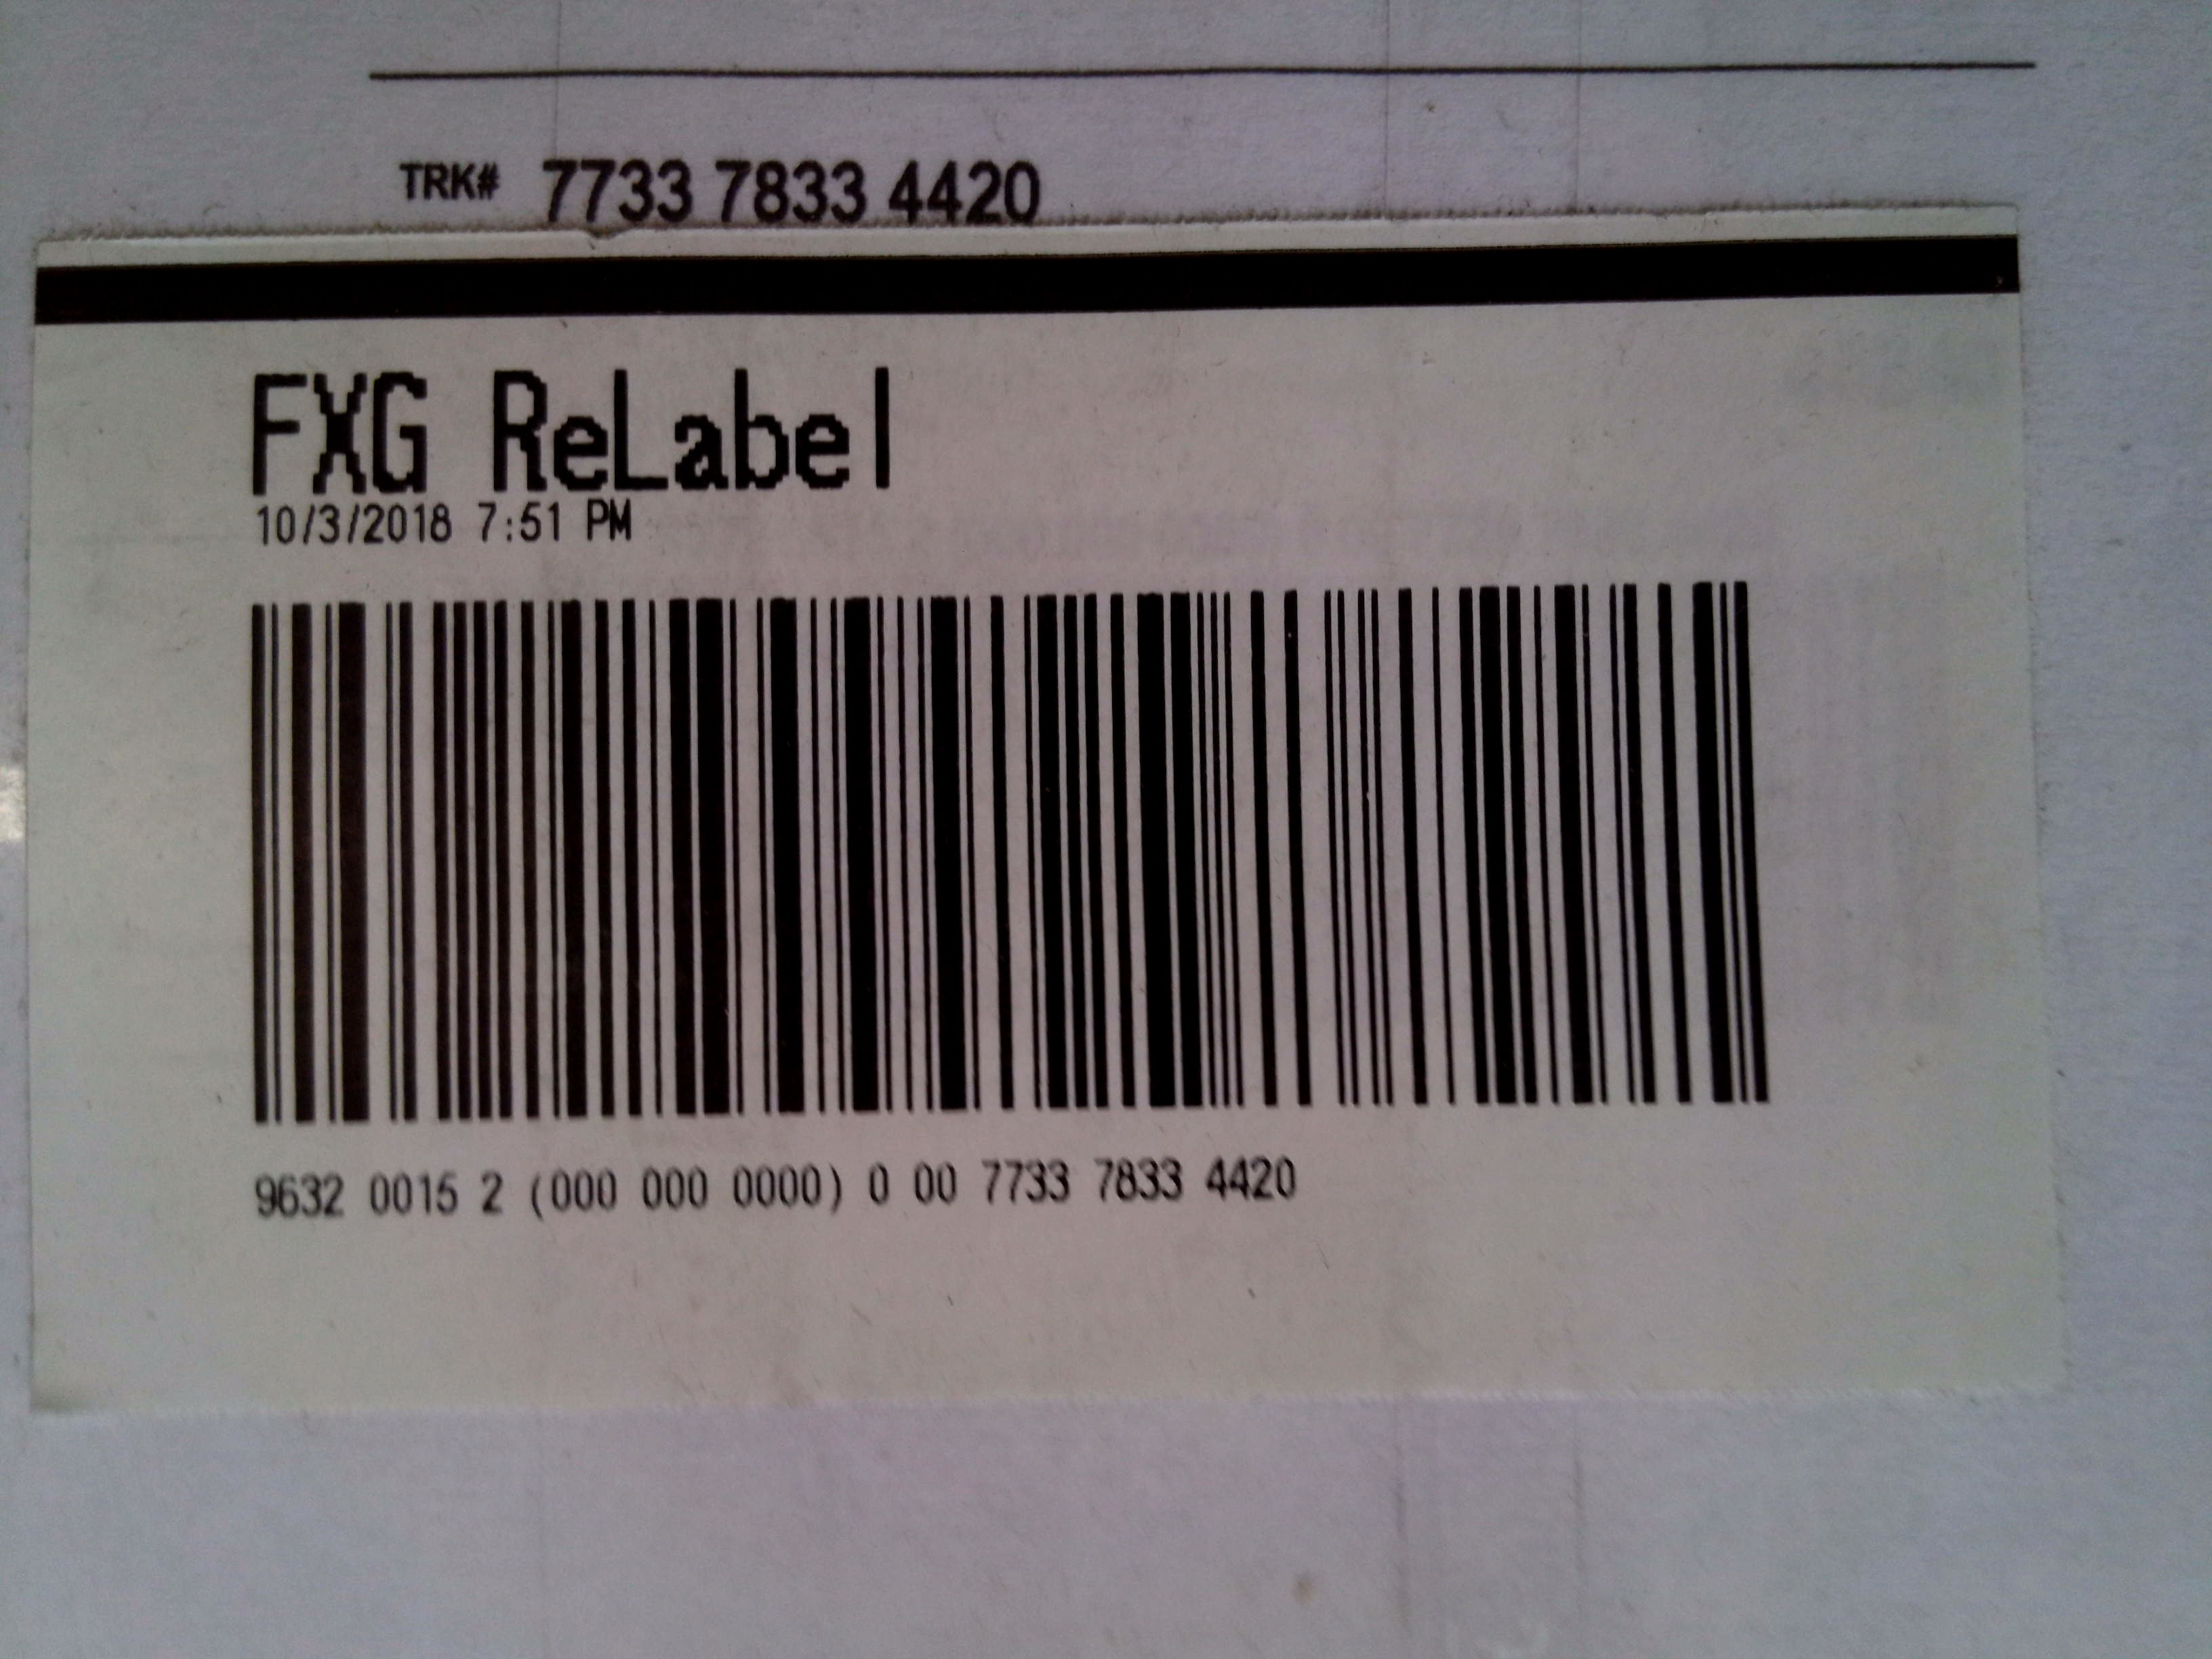 TRK# 7733 7833 4420
FXG ReLabel
10/3/2018 7:51 PM
9632 0015 2 (000 000 0000) 0 00 7733 7833 4420